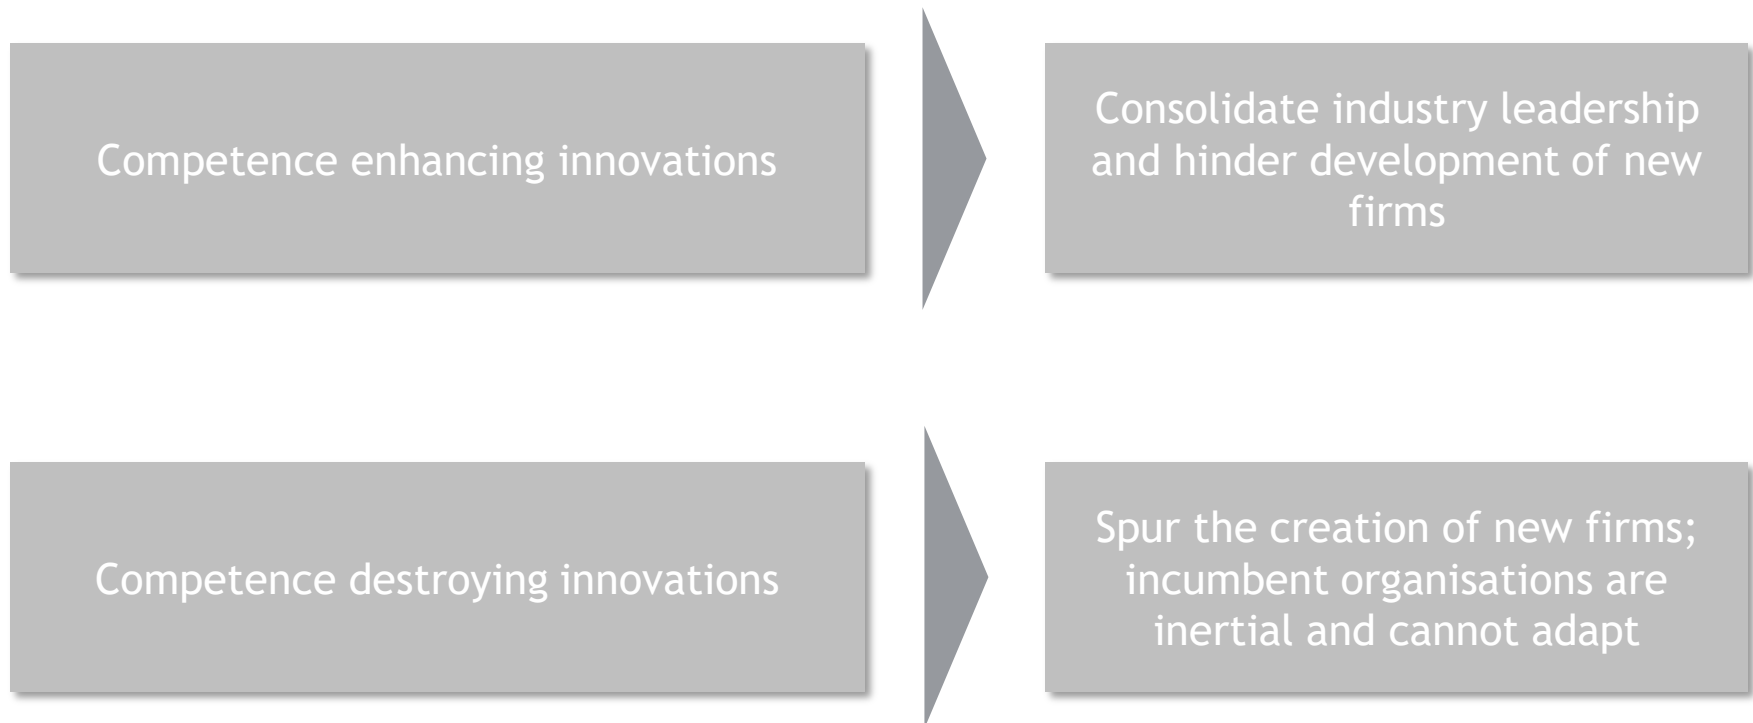 Competence enhancing innovations
Consolidate industry leadership
and hinder development of new
firms
Competence destroying innovations
Spur the creation of new firms;
incumbent organisations are
inertial and cannot adapt